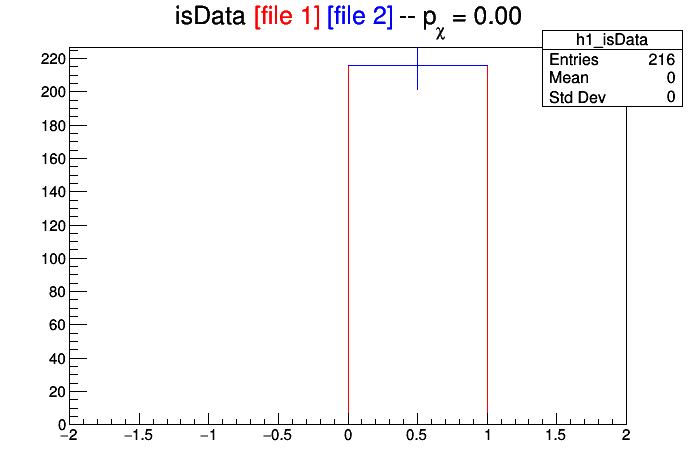 isData [file 1] [file 2] -- pχ = 0.00
h1_isData
Entries 216
Mean 0
Std Dev 0
220
200
180
160
140
120
100
80
60
40
20
0
−2 −1.5 −1 −0.5 0 0.5 1 1.5 2